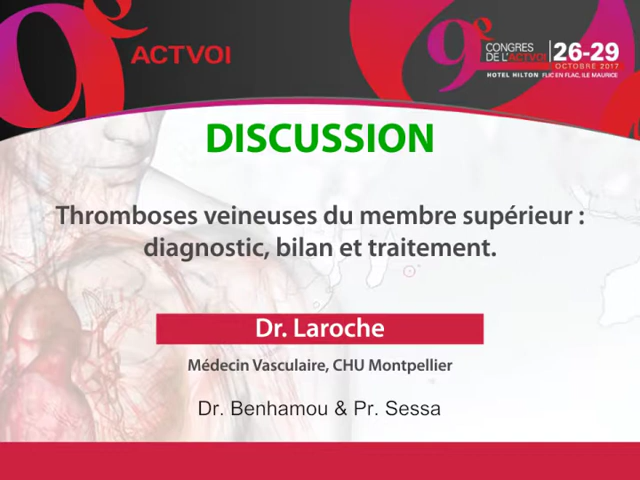 9e ACTVOI
9e CONGRES DE L'ACTVOI 26-29
OCTOBRE 2017
HOTEL HILTON FLIC EN FLAC, ILE MAURICE
DISCUSSION
Thromboses veineuses du membre supérieur :
diagnostic, bilan et traitement.
Dr. Laroche
Médecin Vasculaire, CHU Montpellier
Dr. Benhamou & Pr. Sessa